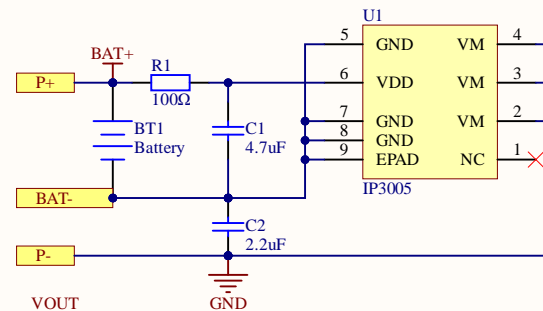 U1
5 GND VM 4
BAT+
R1
P+
100Ω
6 VDD VM 3
BT1
Battery
C1
4.7uF
7 GND VM 2
8 GND
9 EPAD NC 1
IP3005
BAT-
C2
2.2uF
P-
VOUT
GND